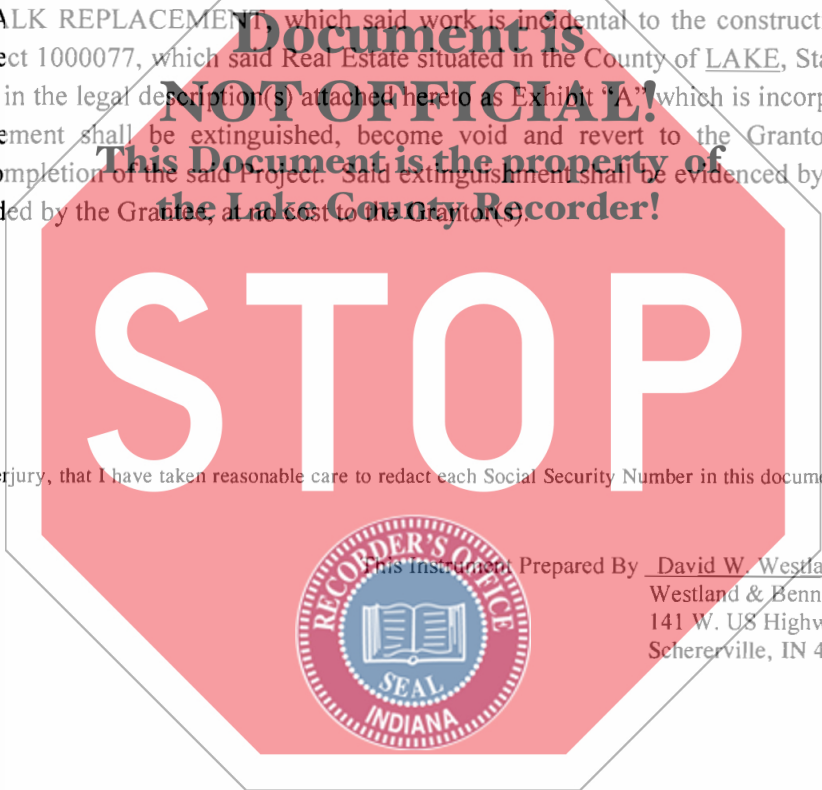 ALK REPLACEMENT, which said work is incidental to the construct
Document is
ect 1000077, which said Real Estate situated in the County of LAKE, Sta
NOT OFFICIAL!
in the legal description(s) attached hereto as Exhibit “A” which is incorp
ement shall be extinguished, become void and revert to the Granto
This Document is the property of
ompletion of the said Project. Said extinguishment shall be evidenced by
the Lake County Recorder!
ded by the Grantee, at no cost to the Grantor(s).
STOP
erjury, that I have taken reasonable care to redact each Social Security Number in this docume
RECORDER'S OFFICE
This Instrument Prepared By David W. Westla
Westland & Benn
141 W. US Highw
Schererville, IN 4
SEAL
INDIANA